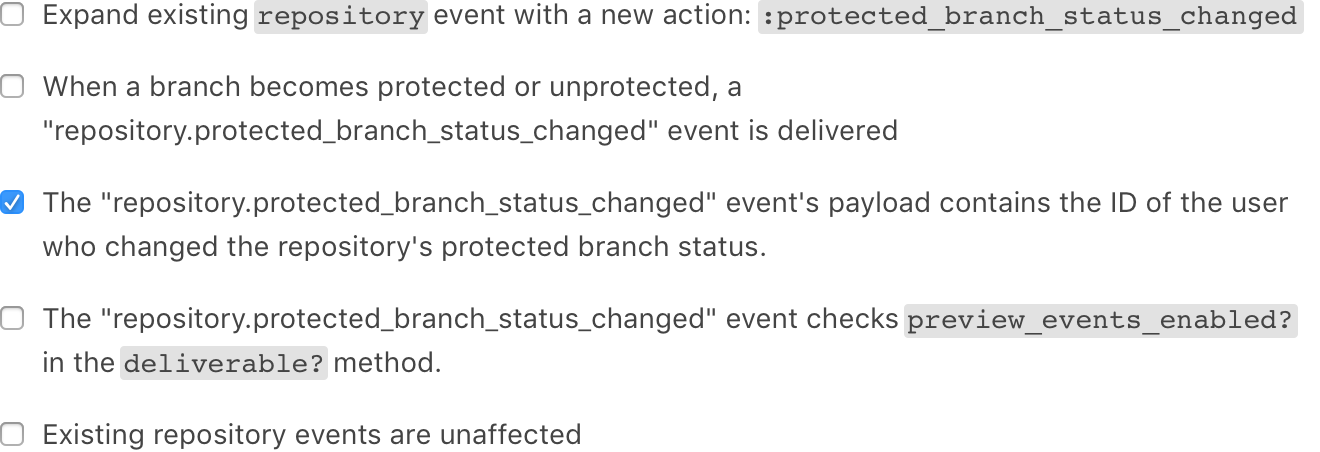 Expand existing repository event with a new action: :protected_branch_status_changed
When a branch becomes protected or unprotected, a
"repository.protected_branch_status_changed" event is delivered
The "repository.protected_branch_status_changed" event's payload contains the ID of the user
who changed the repository's protected branch status.
The "repository.protected_branch_status_changed" event checks preview_events_enabled?
in the deliverable? method.
Existing repository events are unaffected